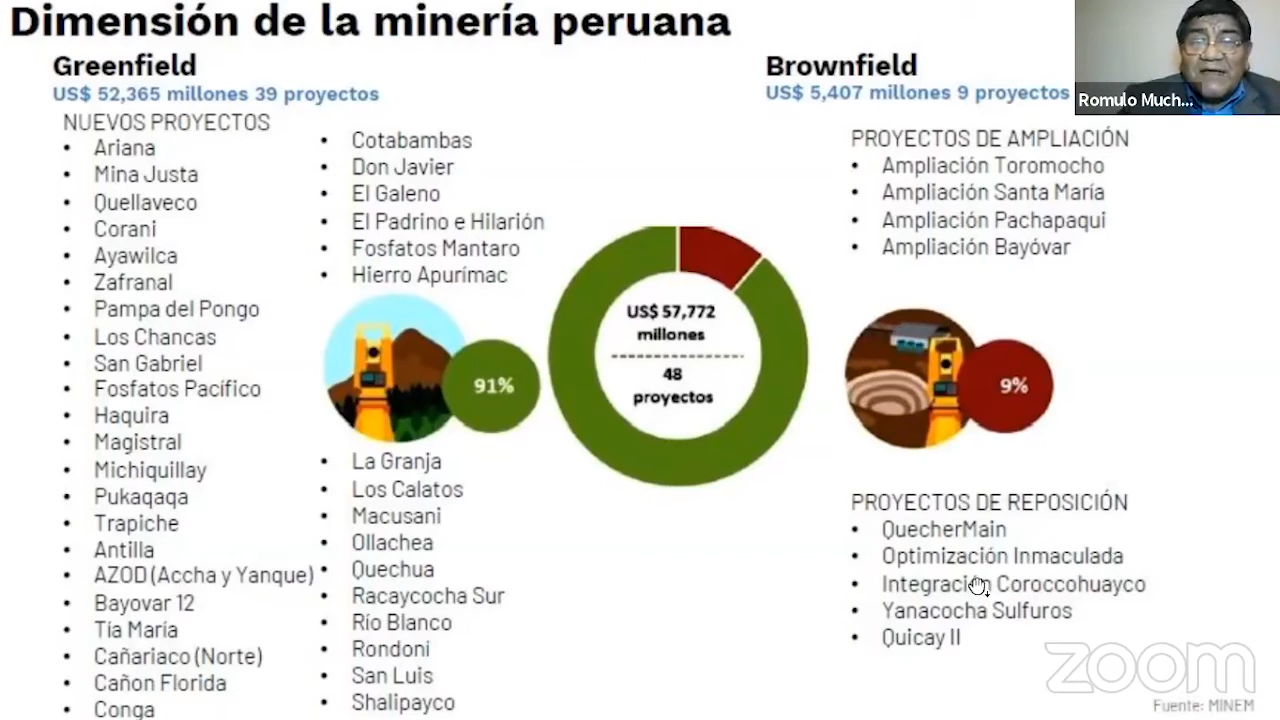 Dimensión de la minería peruana
Greenfield
US$ 52,365 millones 39 proyectos
NUEVOS PROYECTOS
Ariana
Mina Justa
Quellaveco
Corani
Ayawilca
Zafranal
Pampa del Pongo
Los Chancas
San Gabriel
Fosfatos Pacífico
Haquira
Magistral
Michiquillay
Pukaqaqa
Trapiche
Antilla
AZOD (Accha y Yanque)
Bayovar 12
Tía María
Cañariaco (Norte)
Cañon Florida
Conga
Cotabambas
Don Javier
El Galeno
El Padrino e Hilarión
Fosfatos Mantaro
Hierro Apurímac
91%
La Granja
Los Calatos
Macusani
Ollachea
Quechua
Racaycocha Sur
Río Blanco
Rondoní
San Luis
Shalipayco
US$ 57,772
millones
48
proyectos
Brownfield
US$ 5,407 millones 9 proyectos
PROYECTOS DE AMPLIACIÓN
Ampliación Toromocho
Ampliación Santa María
Ampliación Pachapaqui
Ampliación Bayóvar
9%
PROYECTOS DE REPOSICIÓN
QuecherMain
Optimización Inmaculada
Integración Coroccohuayco
Yanacocha Sulfuros
Quicay II
Romulo Much...
zoom
Fuente: MINEM